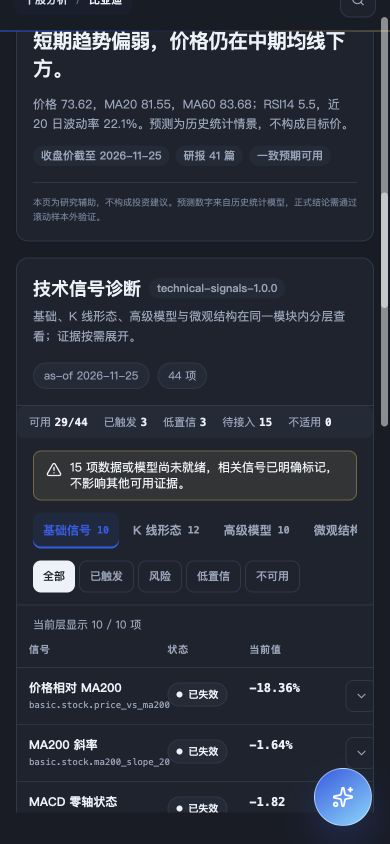 个股分析 / 比亚迪
短期趋势偏弱，价格仍在中期均线下
方。
价格 73.62，MA20 81.55，MA60 83.68；RSI14 5.5，近
20 日波动率 22.1%。预测为历史统计情景，不构成目标价。
收盘价截至 2026-11-25 研报 41 篇 一致预期可用
本页为研究辅助，不构成投资建议。预测数字来自历史统计模型，正式结论需通过
滚动样本外验证。
技术信号诊断 technical-signals-1.0.0
基础、K 线形态、高级模型与微观结构在同一模块内分层查
看；证据按需展开。
as-of 2026-11-25 44 项
可用 29/44 已触发 3 低置信 3 待接入 15 不适用 0
15 项数据或模型尚未就绪，相关信号已明确标记，
不影响其他可用证据。
基础信号 10 K 线形态 12 高级模型 10 微观结构
全部 已触发 风险 低置信 不可用
当前层显示 10 / 10 项
信号 状态 当前值
价格相对 MA200 已失效 -18.36%
basic.stock.price_vs_ma200
MA200 斜率 已失效 -1.64%
basic.stock.ma200_slope_20
MACD 零轴状态 已失效 -1.82